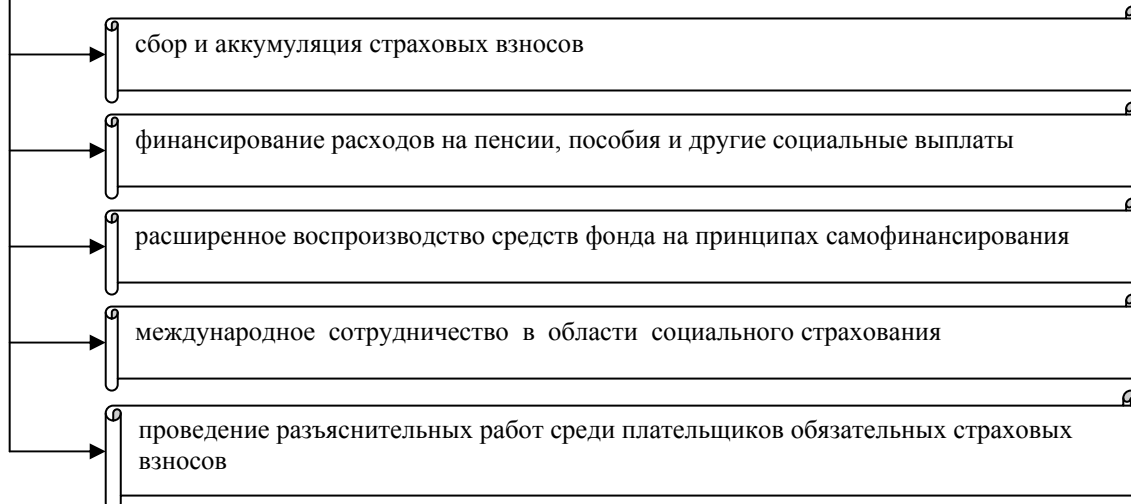 сбор и аккумуляция страховых взносов
финансирование расходов на пенсии, пособия и другие социальные выплаты
расширенное воспроизводство средств фонда на принципах самофинансирования
международное сотрудничество в области социального страхования
проведение разъяснительных работ среди плательщиков обязательных страховых
взносов